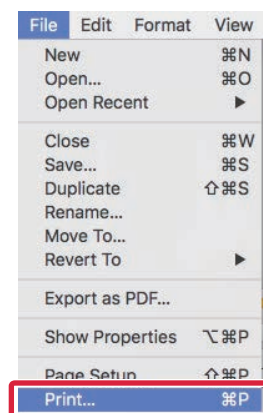 File Edit Format View
New ⌘N
Open... ⌘O
Open Recent ▶
Close ⌘W
Save... ⌘S
Duplicate ⇧⌘S
Rename...
Move To...
Revert To ▶
Export as PDF...
Show Properties ⌥⌘P
Page Setup ⇧⌘P
Print... ⌘P